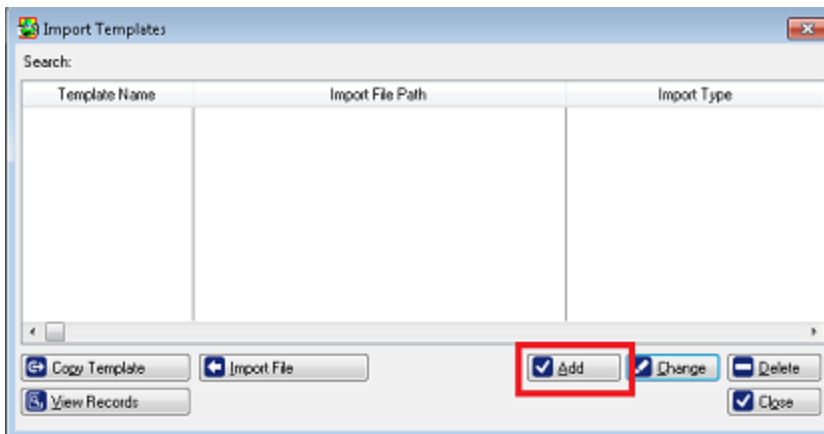 Import Templates
Search:
Template Name Import File Path Import Type
Copy Template Import File Add Change Delete
View Records Close